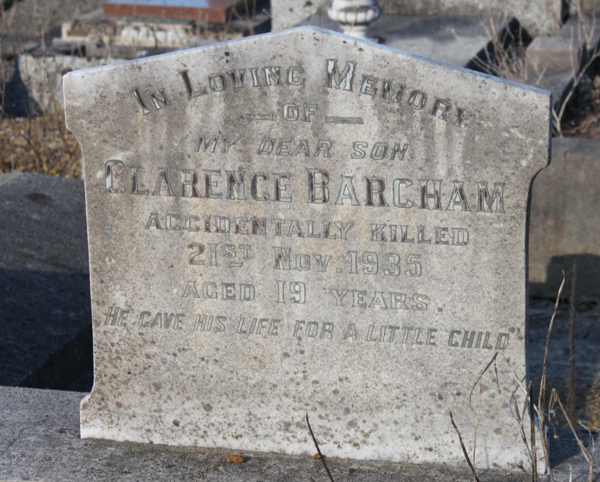 In Loving Memory
OF
MY DEAR SON
CLARENCE BARCHAM
ACCIDENTALLY KILLED
21ST Nov. 1935
AGED 19 YEARS.
"HE GAVE HIS LIFE FOR A LITTLE CHILD"